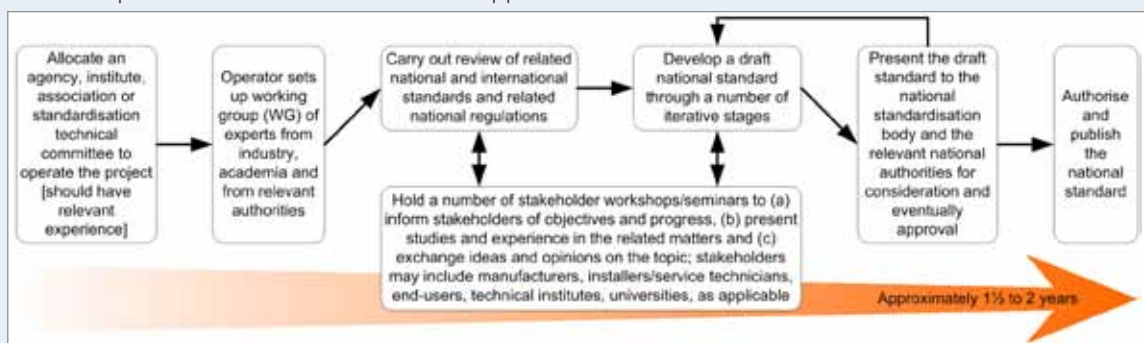 Allocate an
agency, institute,
association or
standardisation
technical
committee to
operate the project
[should have
relevant
experience]
Operator sets
up working
group (WG) of
experts from
industry,
academia and
from relevant
authorities
Carry out review of related
national and international
standards and related
national regulations
Develop a draft
national standard
through a number of
iterative stages
Present the draft
standard to the
national
standardisation
body and the
relevant national
authorities for
consideration and
eventually
approval
Authorise
and
publish
the
national
standard
Hold a number of stakeholder workshops/seminars to (a)
inform stakeholders of objectives and progress, (b) present
studies and experience in the related matters and (c)
exchange ideas and opinions on the topic; stakeholders
may include manufacturers, installers/service technicians,
end-users, technical institutes, universities, as applicable
Approximately 1½ to 2 years